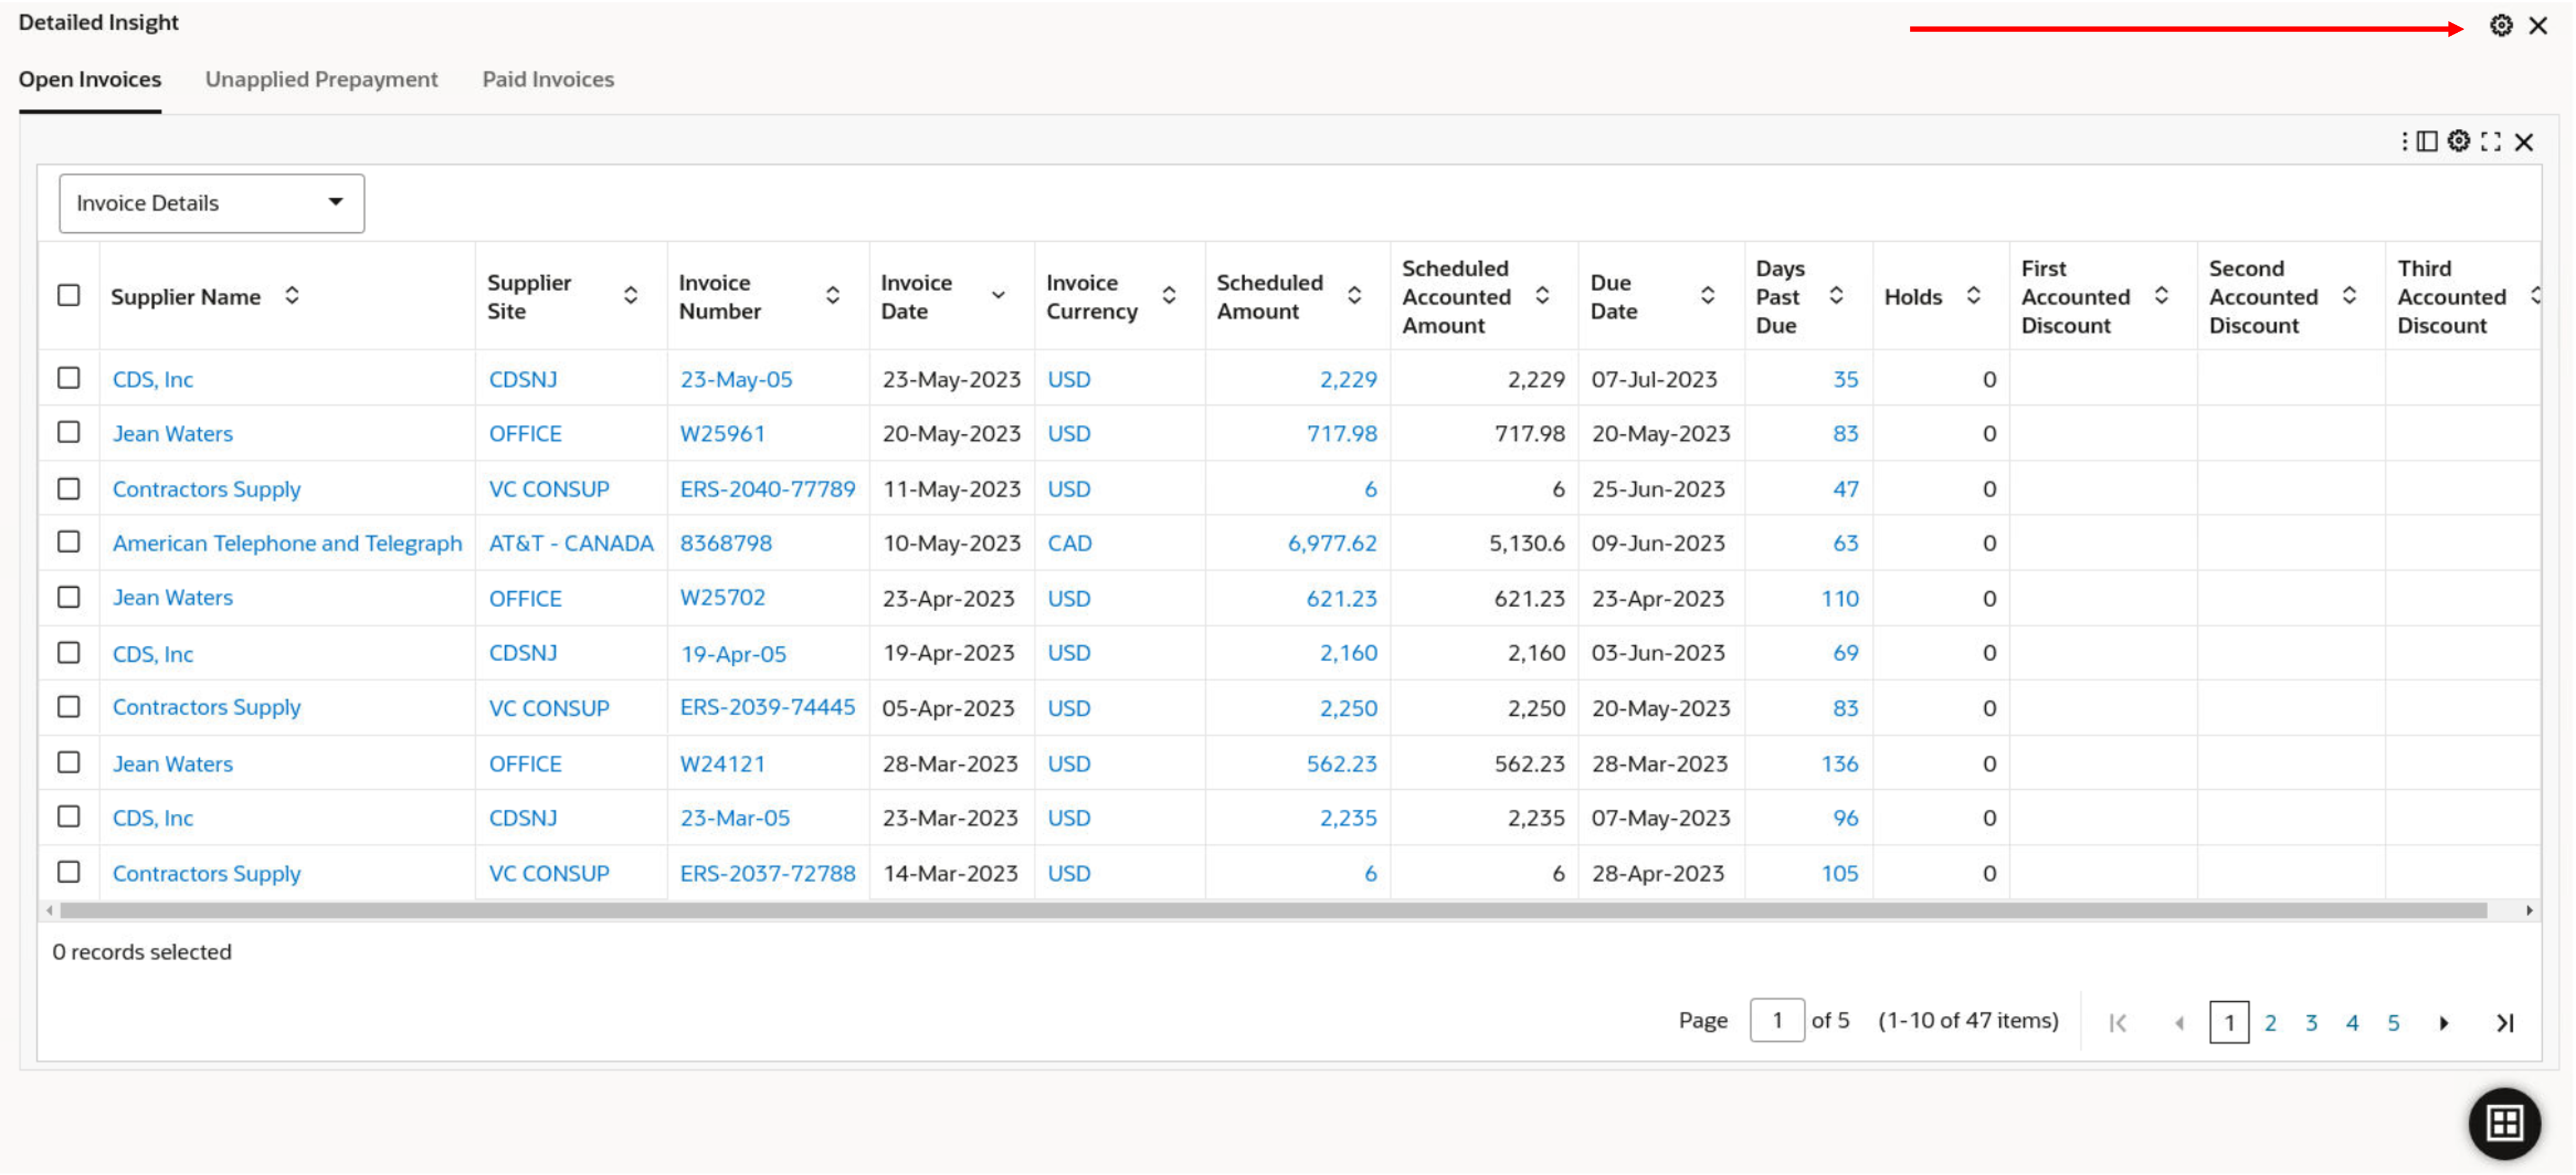 Detailed Insight
Open Invoices Unapplied Prepayment Paid Invoices
Invoice Details
Supplier Name Supplier Site Invoice Number Invoice Date Invoice Currency Scheduled Amount Scheduled Accounted Amount Due Date Days Past Due Holds First Accounted Discount Second Accounted Discount Third Accounted Discount
CDS, Inc CDSNJ 23-May-05 23-May-2023 USD 2,229 2,229 07-Jul-2023 35 0
Jean Waters OFFICE W25961 20-May-2023 USD 717.98 717.98 20-May-2023 83 0
Contractors Supply VC CONSUP ERS-2040-77789 11-May-2023 USD 6 6 25-Jun-2023 47 0
American Telephone and Telegraph AT&T - CANADA 8368798 10-May-2023 CAD 6,977.62 5,130.6 09-Jun-2023 63 0
Jean Waters OFFICE W25702 23-Apr-2023 USD 621.23 621.23 23-Apr-2023 110 0
CDS, Inc CDSNJ 19-Apr-05 19-Apr-2023 USD 2,160 2,160 03-Jun-2023 69 0
Contractors Supply VC CONSUP ERS-2039-74445 05-Apr-2023 USD 2,250 2,250 20-May-2023 83 0
Jean Waters OFFICE W24121 28-Mar-2023 USD 562.23 562.23 28-Mar-2023 136 0
CDS, Inc CDSNJ 23-Mar-05 23-Mar-2023 USD 2,235 2,235 07-May-2023 96 0
Contractors Supply VC CONSUP ERS-2037-72788 14-Mar-2023 USD 6 6 28-Apr-2023 105 0
0 records selected
Page 1 of 5 (1-10 of 47 items) 1 2 3 4 5